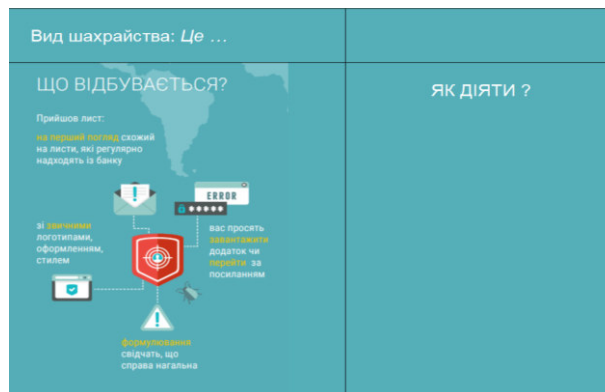 Вид шахрайства: Це …
ЩО ВІДБУВАЄТЬСЯ?
Прийшов лист:
на перший погляд схожий
на листи, які регулярно
надходять із банку
ERROR
зі звичними
логотипами,
оформленням,
стилем
вас просять
завантажити
додаток чи
перейти за
посиланням
формулювання
свідчать, що
справа нагальна
ЯК ДІЯТИ ?